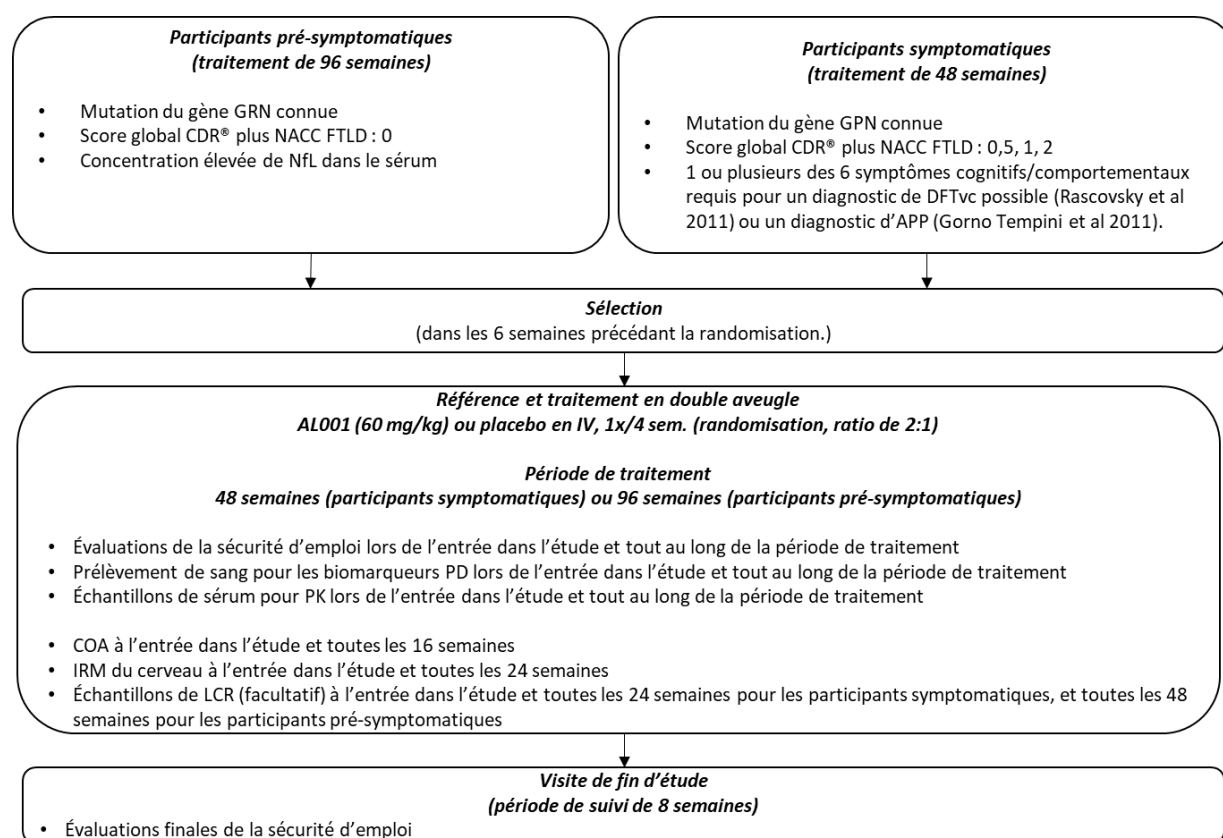 Participants pré-symptomatiques
(traitement de 96 semaines)
• Mutation du gène GRN connue
• Score global CDR® plus NACC FTLD : 0
• Concentration élevée de NfL dans le sérum
Participants symptomatiques
(traitement de 48 semaines)
• Mutation du gène GPN connue
• Score global CDR® plus NACC FTLD : 0,5, 1, 2
• 1 ou plusieurs des 6 symptômes cognitifs/comportementaux
requis pour un diagnostic de DFTvc possible (Rascovsky et al
2011) ou un diagnostic d’APP (Gorno Tempini et al 2011).
Sélection
(dans les 6 semaines précédant la randomisation.)
Référence et traitement en double aveugle
AL001 (60 mg/kg) ou placebo en IV, 1x/4 sem. (randomisation, ratio de 2:1)
Période de traitement
48 semaines (participants symptomatiques) ou 96 semaines (participants pré-symptomatiques)
• Évaluations de la sécurité d’emploi lors de l’entrée dans l’étude et tout au long de la période de traitement
• Prélèvement de sang pour les biomarqueurs PD lors de l’entrée dans l’étude et tout au long de la période de traitement
• Échantillons de sérum pour PK lors de l’entrée dans l’étude et tout au long de la période de traitement
• COA à l’entrée dans l’étude et toutes les 16 semaines
• IRM du cerveau à l’entrée dans l’étude et toutes les 24 semaines
• Échantillons de LCR (facultatif) à l’entrée dans l’étude et toutes les 24 semaines pour les participants symptomatiques, et toutes les 48
semaines pour les participants pré-symptomatiques
Visite de fin d’étude
(période de suivi de 8 semaines)
• Évaluations finales de la sécurité d’emploi